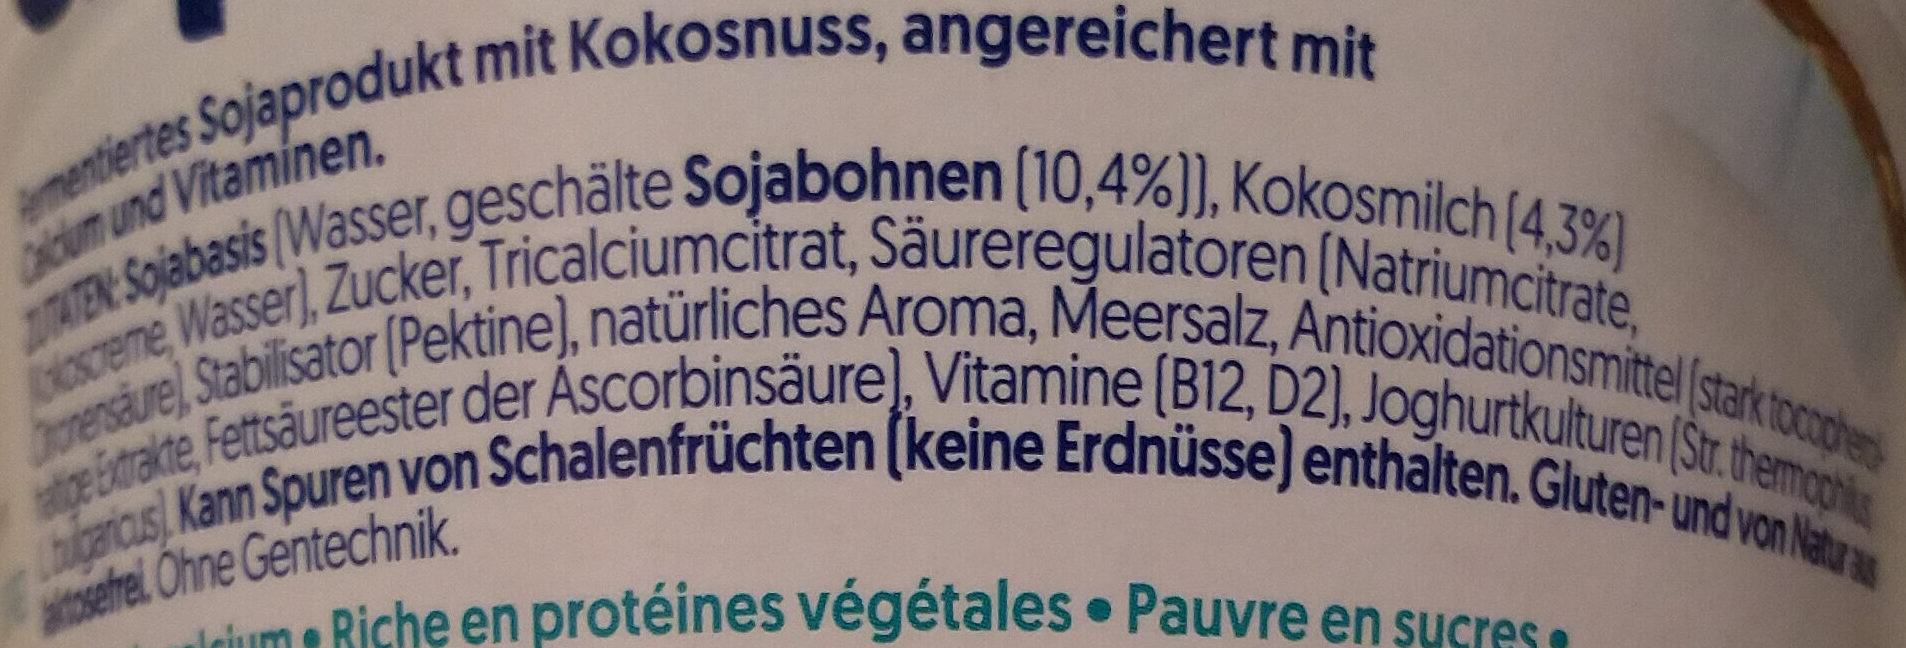 Fermentiertes Sojaprodukt mit Kokosnuss, angereichert mit
Calcium und Vitaminen.
ZUTATEN: Sojabasis (Wasser, geschälte Sojabohnen (10,4%)), Kokosmilch (4,3%)
(Kokoscreme, Wasser), Zucker, Tricalciumcitrat, Säureregulatoren (Natriumcitrate,
Citronensäure), Stabilisator (Pektine), natürliches Aroma, Meersalz, Antioxidationsmittel (stark tocopherol-
haltige Extrakte, Fettsäureester der Ascorbinsäure), Vitamine (B12, D2), Joghurtkulturen (Str. thermophilus
L. bulgaricus). Kann Spuren von Schalenfrüchten (keine Erdnüsse) enthalten. Gluten- und von Natur aus
laktosefrei. Ohne Gentechnik.
• Riche en protéines végétales • Pauvre en sucres •